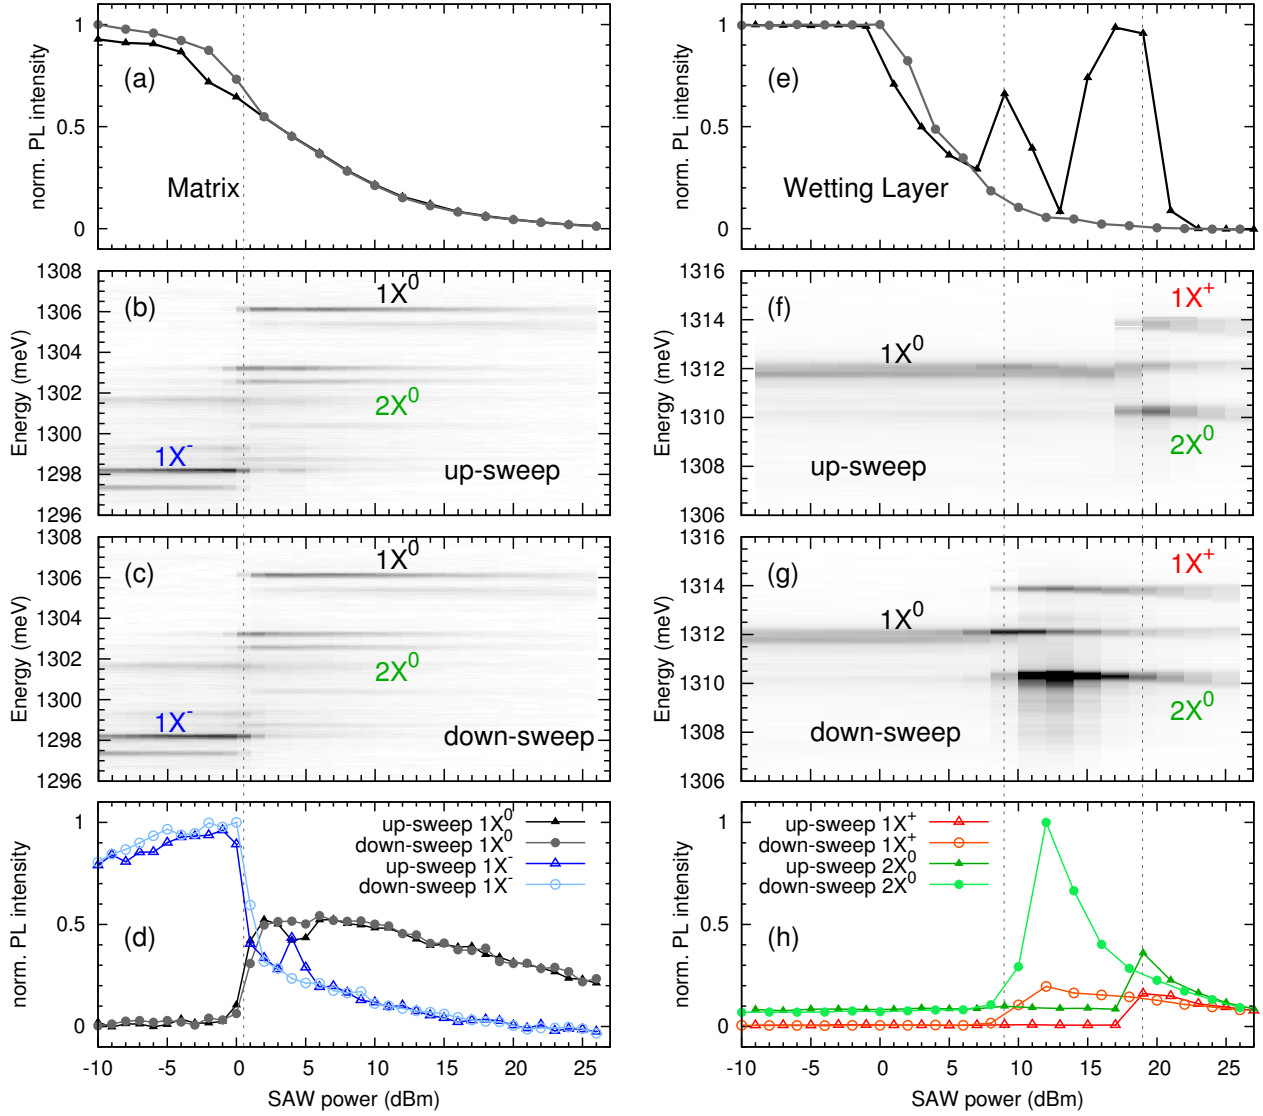 1
0.5
0
norm. PL intensity
(a)
Matrix
1308
1306
1304
1302
1300
1298
1296
Energy (meV)
(b)
1X0
2X0
1X-
up-sweep
1308
1306
1304
1302
1300
1298
1296
Energy (meV)
(c)
1X0
2X0
1X-
down-sweep
1
0.5
0
norm. PL intensity
(d)
up-sweep 1X0
down-sweep 1X0
up-sweep 1X-
down-sweep 1X-
-10 -5 0 5 10 15 20 25
SAW power (dBm)
1
0.5
0
norm. PL intensity
(e)
Wetting Layer
1316
1314
1312
1310
1308
1306
Energy (meV)
(f)
1X+
1X0
2X0
up-sweep
1316
1314
1312
1310
1308
1306
Energy (meV)
(g)
1X+
1X0
2X0
down-sweep
1
0.5
0
norm. PL intensity
(h)
up-sweep 1X+
down-sweep 1X+
up-sweep 2X0
down-sweep 2X0
-10 -5 0 5 10 15 20 25
SAW power (dBm)